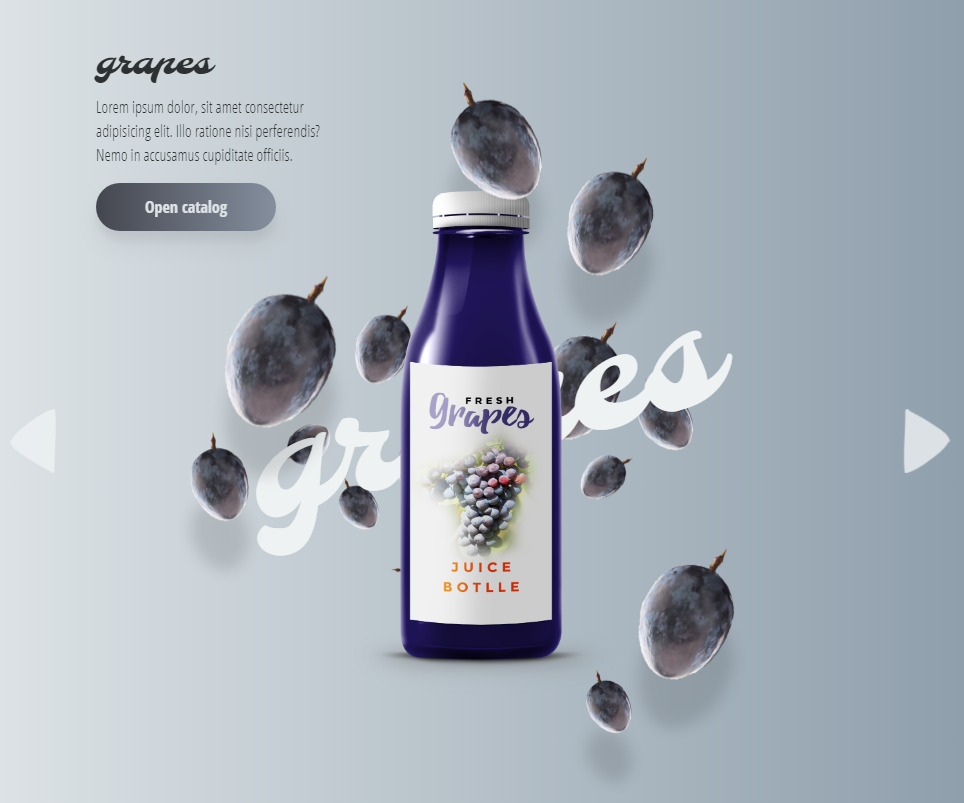 grapes
Lorem ipsum dolor, sit amet consectetur
adipisicing elit. Illo ratione nisi perferendis?
Nemo in accusamus cupiditate officiis.
Open catalog
grapes
FRESH
Grapes
JUICE
BOTLLE